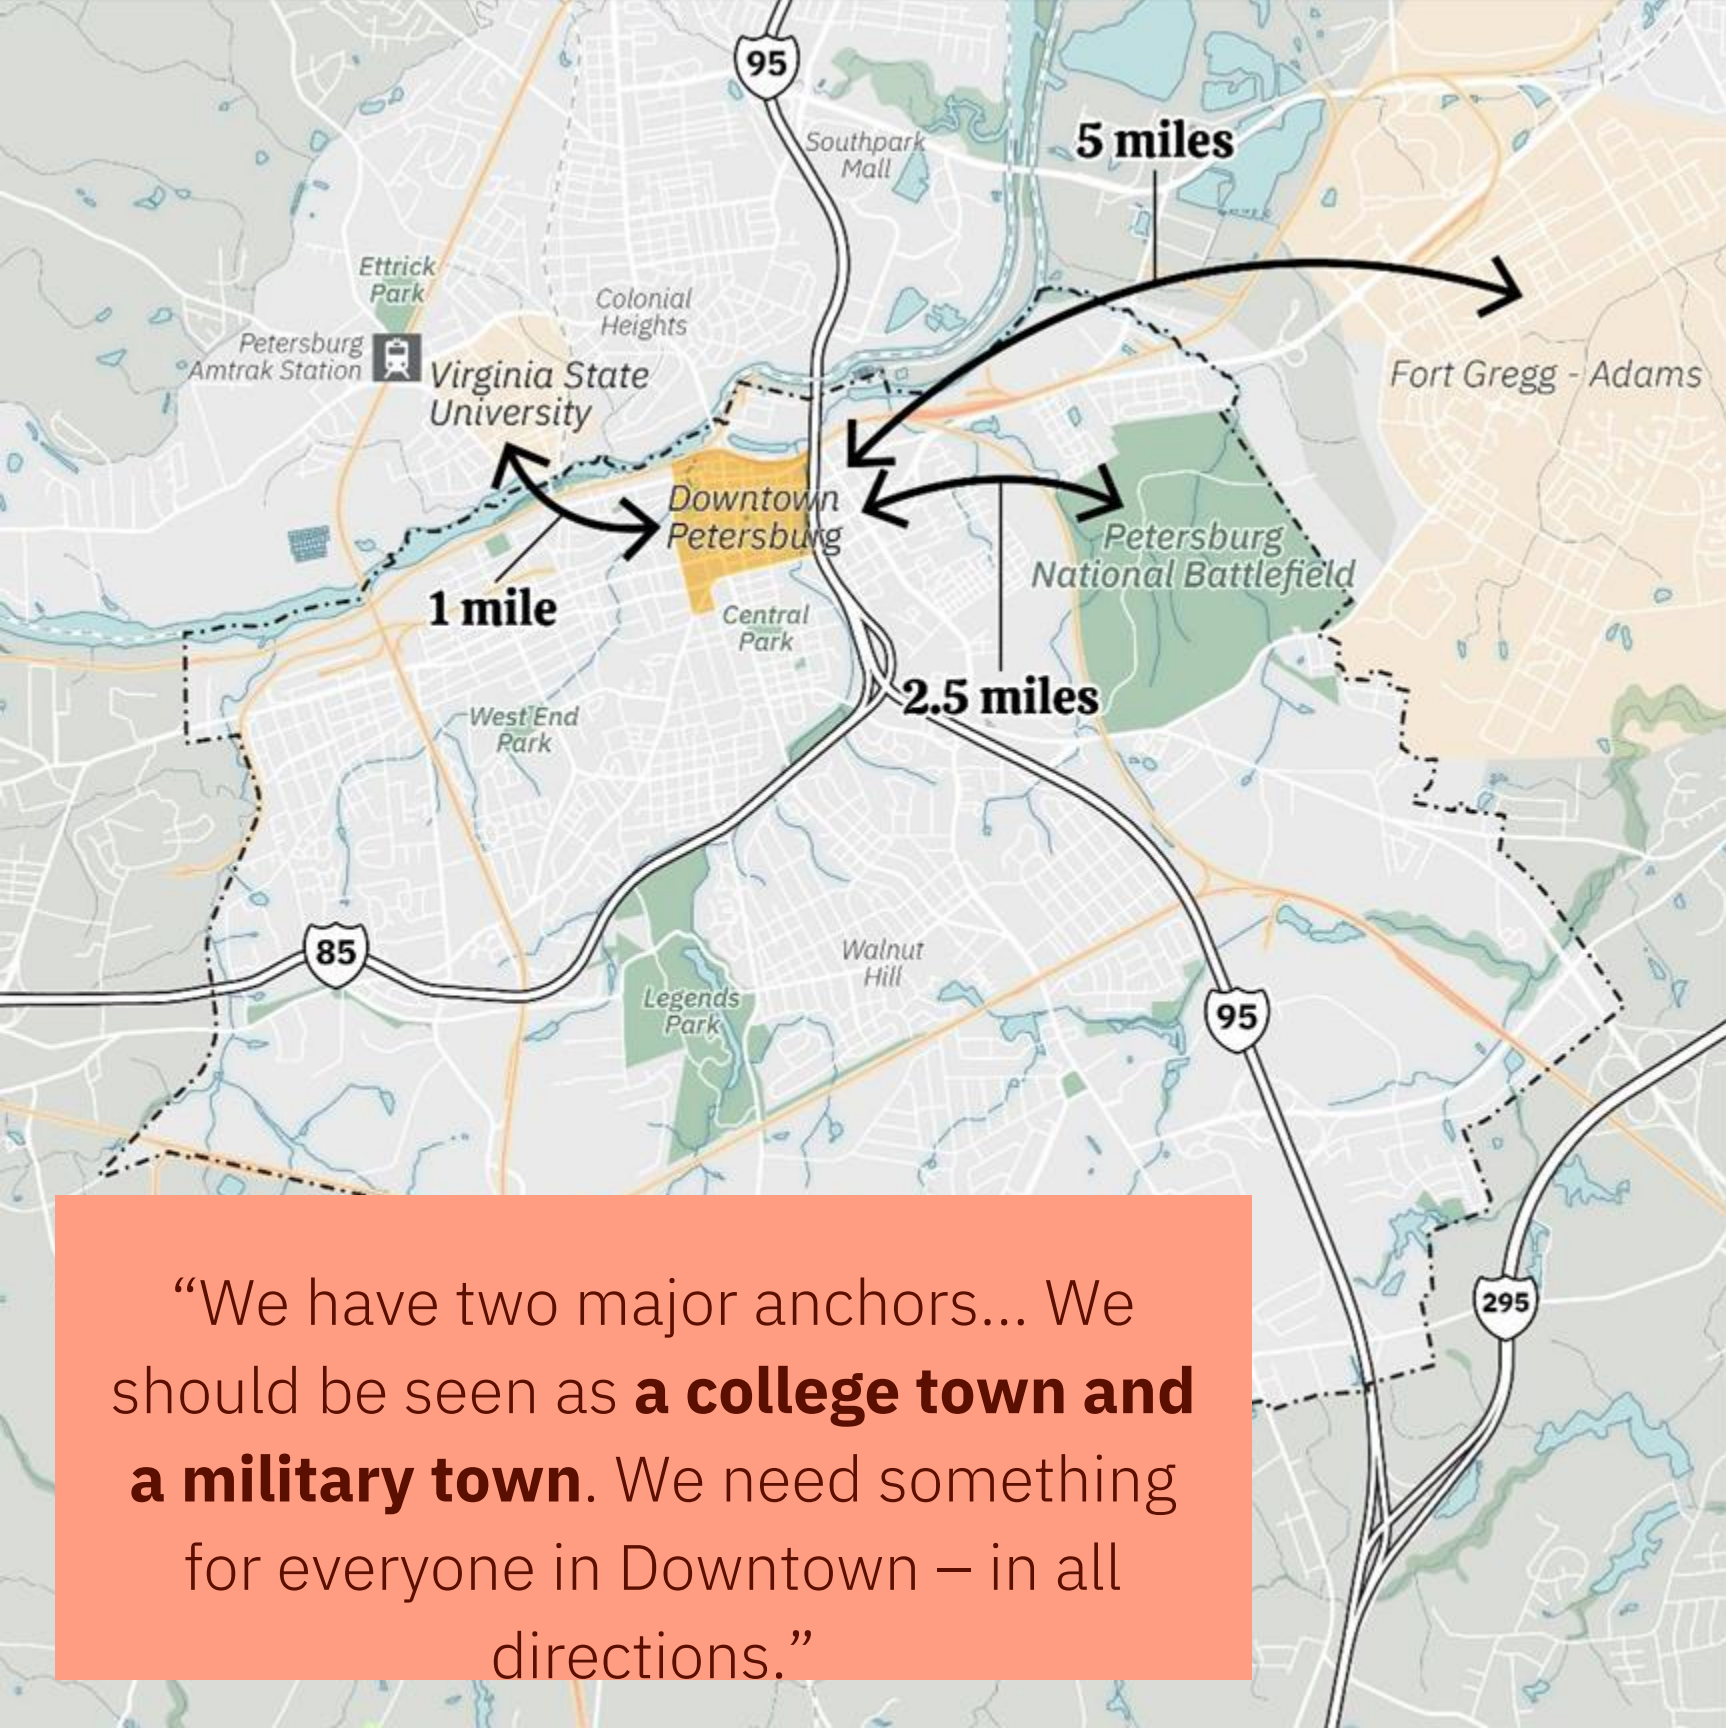 95
Southpark
Mall
5 miles
Ettrick
Park
Colonial
Heights
Petersburg
Amtrak Station
Virginia State
University
Fort Gregg - Adams
Downtown
Petersburg
Petersburg
National Battlefield
1 mile
Central
Park
2.5 miles
West End
Park
85
Walnut
Hill
Legends
Park
95
295
“We have two major anchors... We
should be seen as a college town and
a military town. We need something
for everyone in Downtown – in all
directions.”